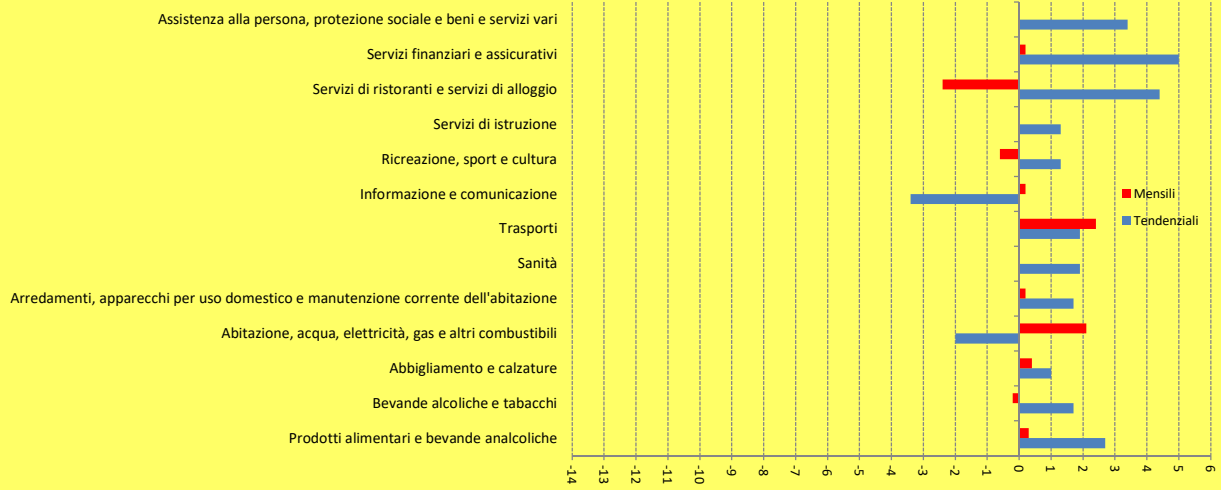 Assistenza alla persona, protezione sociale e beni e servizi vari
Servizi finanziari e assicurativi
Servizi di ristoranti e servizi di alloggio
Servizi di istruzione
Ricreazione, sport e cultura
Informazione e comunicazione
Trasporti
Sanità
Arredamenti, apparecchi per uso domestico e manutenzione corrente dell'abitazione
Abitazione, acqua, elettricità, gas e altri combustibili
Abbigliamento e calzature
Bevande alcoliche e tabacchi
Prodotti alimentari e bevande analcoliche
Mensili
Tendenziali
-14 -13 -12 -11 -10 -9 -8 -7 -6 -5 -4 -3 -2 -1 0 1 2 3 4 5 6